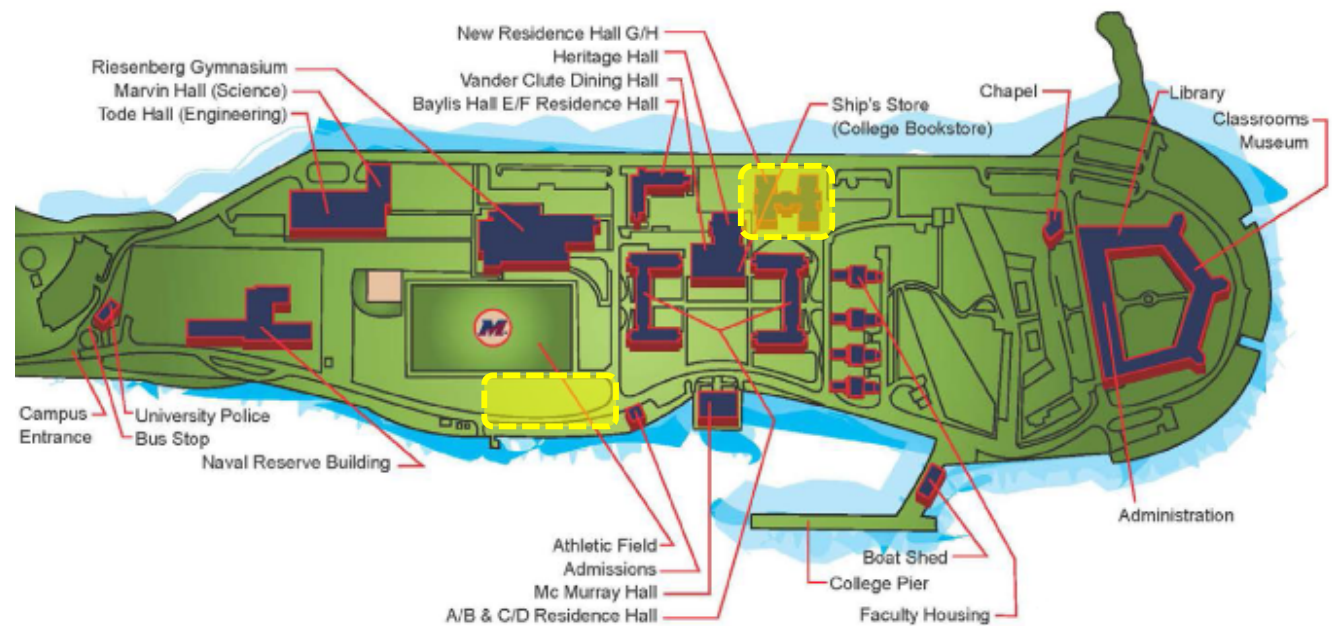 New Residence Hall G/H
Heritage Hall
Vander Clute Dining Hall
Baylis Hall E/F Residence Hall
Riesenberg Gymnasium
Marvin Hall (Science)
Tode Hall (Engineering)
Ship's Store
(College Bookstore)
Chapel
Library
Classrooms
Museum
M
Campus
Entrance
University Police
Bus Stop
Naval Reserve Building
Athletic Field
Admissions
Mc Murray Hall
A/B & C/D Residence Hall
Boat Shed
College Pier
Faculty Housing
Administration